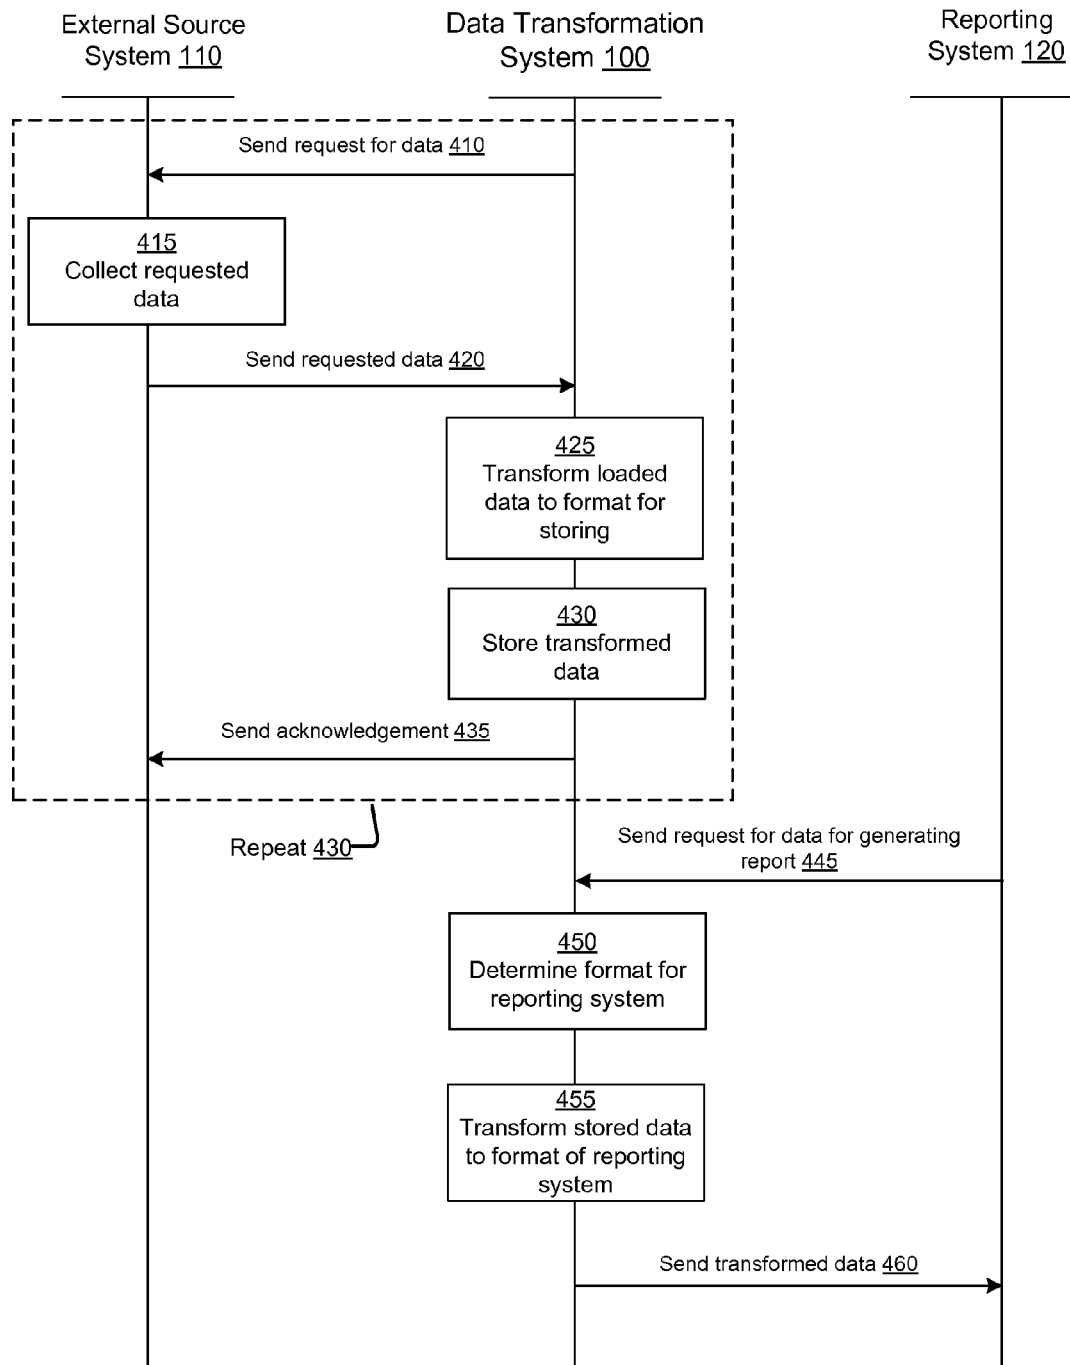 External Source
System 110
Data Transformation
System 100
Reporting
System 120
Send request for data 410
415
Collect requested
data
Send requested data 420
425
Transform loaded
data to format for
storing
430
Store transformed
data
Send acknowledgement 435
Repeat 430
Send request for data for generating
report 445
450
Determine format for
reporting system
455
Transform stored data
to format of reporting
system
Send transformed data 460